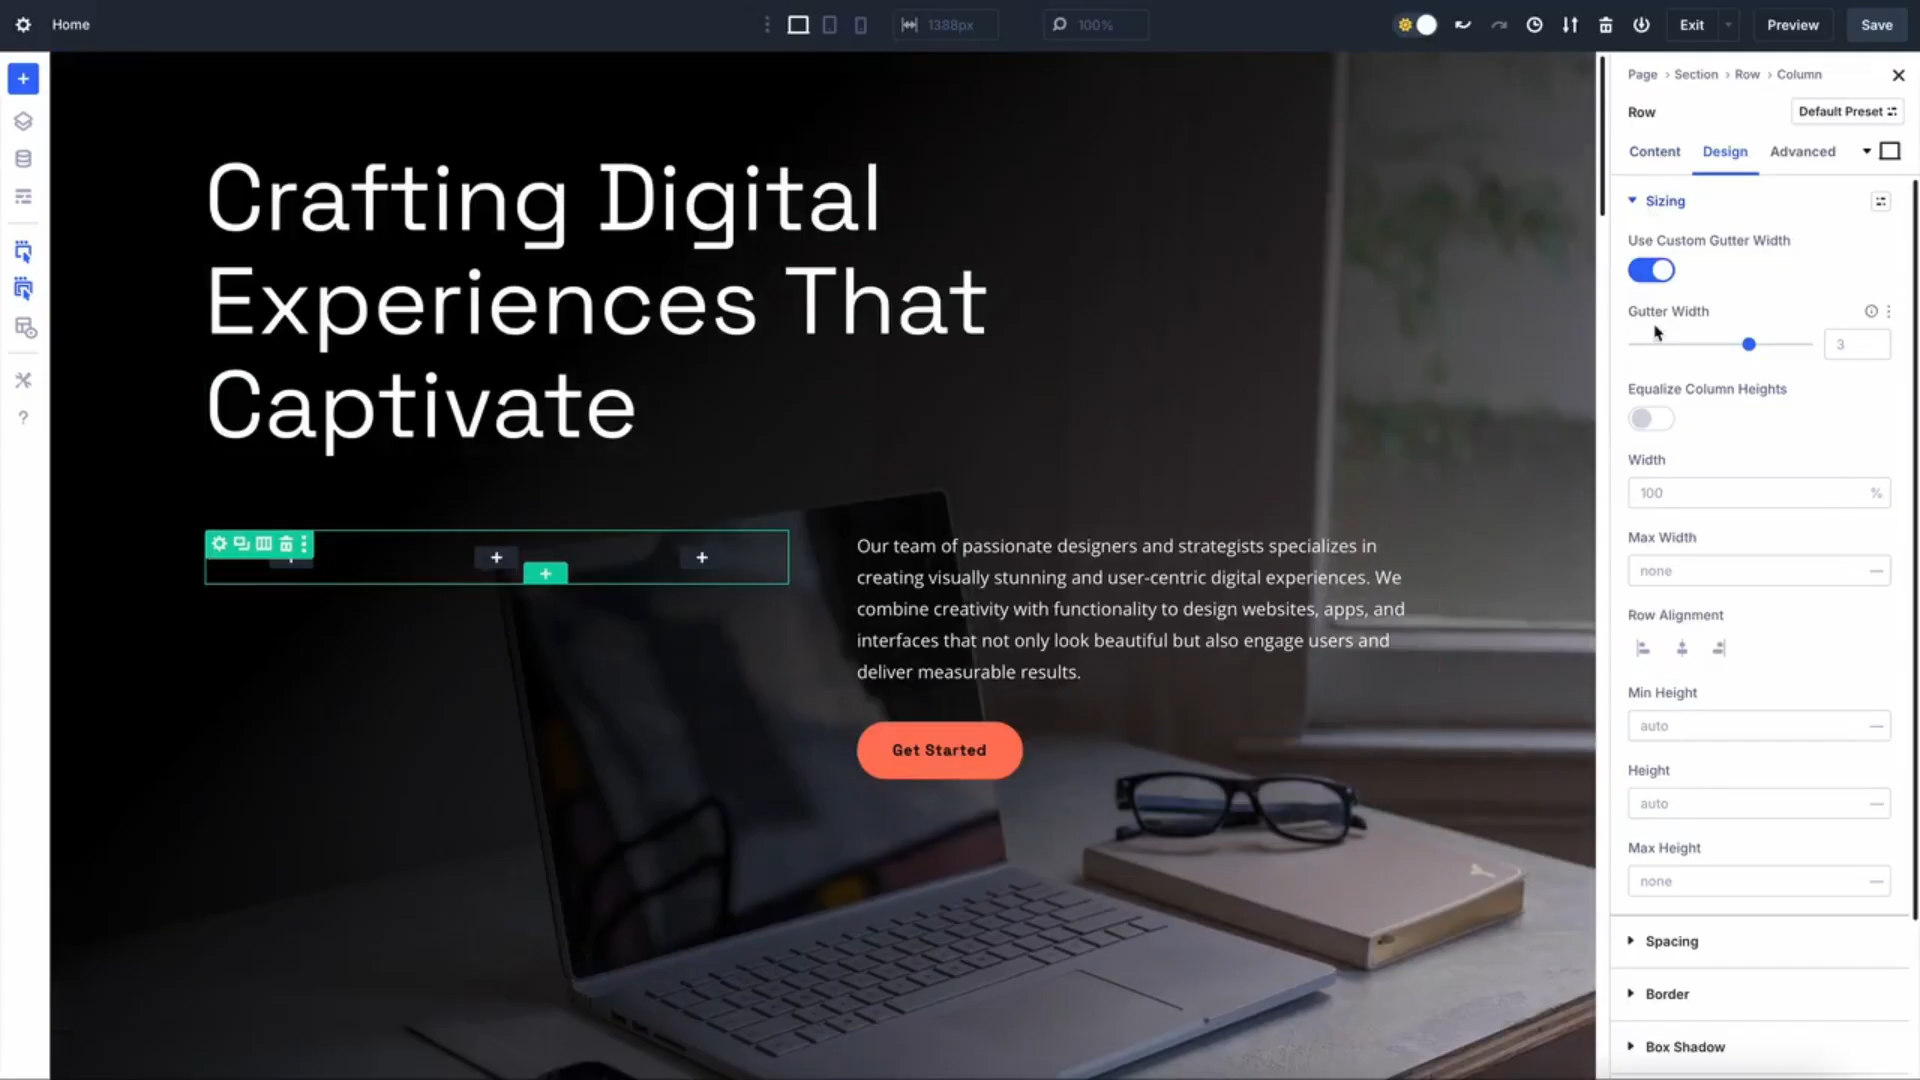 Home
1388px
100%
Exit
Preview
Save
Page > Section > Row > Column
Row
Default Preset
Content
Design
Advanced
Sizing
Use Custom Gutter Width
Gutter Width
3
Equalize Column Heights
Width
100 %
Max Width
none
Row Alignment
Min Height
auto
Height
auto
Max Height
none
Spacing
Border
Box Shadow
Crafting Digital
Experiences That
Captivate
Our team of passionate designers and strategists specializes in
creating visually stunning and user-centric digital experiences. We
combine creativity with functionality to design websites, apps, and
interfaces that not only look beautiful but also engage users and
deliver measurable results.
Get Started